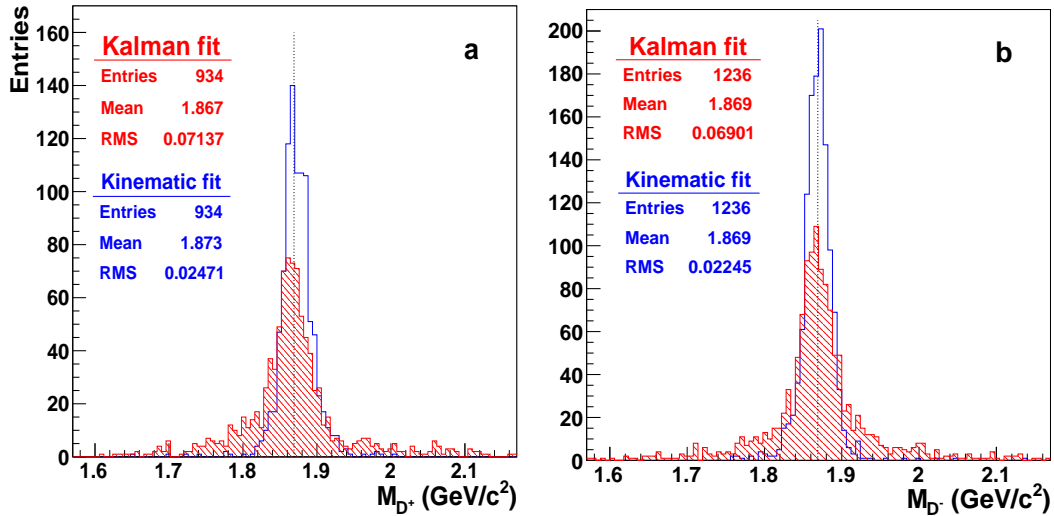 Entries
160
140
120
100
80
60
40
20
0
a
Kalman fit
Entries 934
Mean 1.867
RMS 0.07137
Kinematic fit
Entries 934
Mean 1.873
RMS 0.02471
1.6 1.7 1.8 1.9 2 2.1
M_D⁺ (GeV/c²)
200
180
160
140
120
100
80
60
40
20
0
b
Kalman fit
Entries 1236
Mean 1.869
RMS 0.06901
Kinematic fit
Entries 1236
Mean 1.869
RMS 0.02245
1.6 1.7 1.8 1.9 2 2.1
M_D⁻ (GeV/c²)